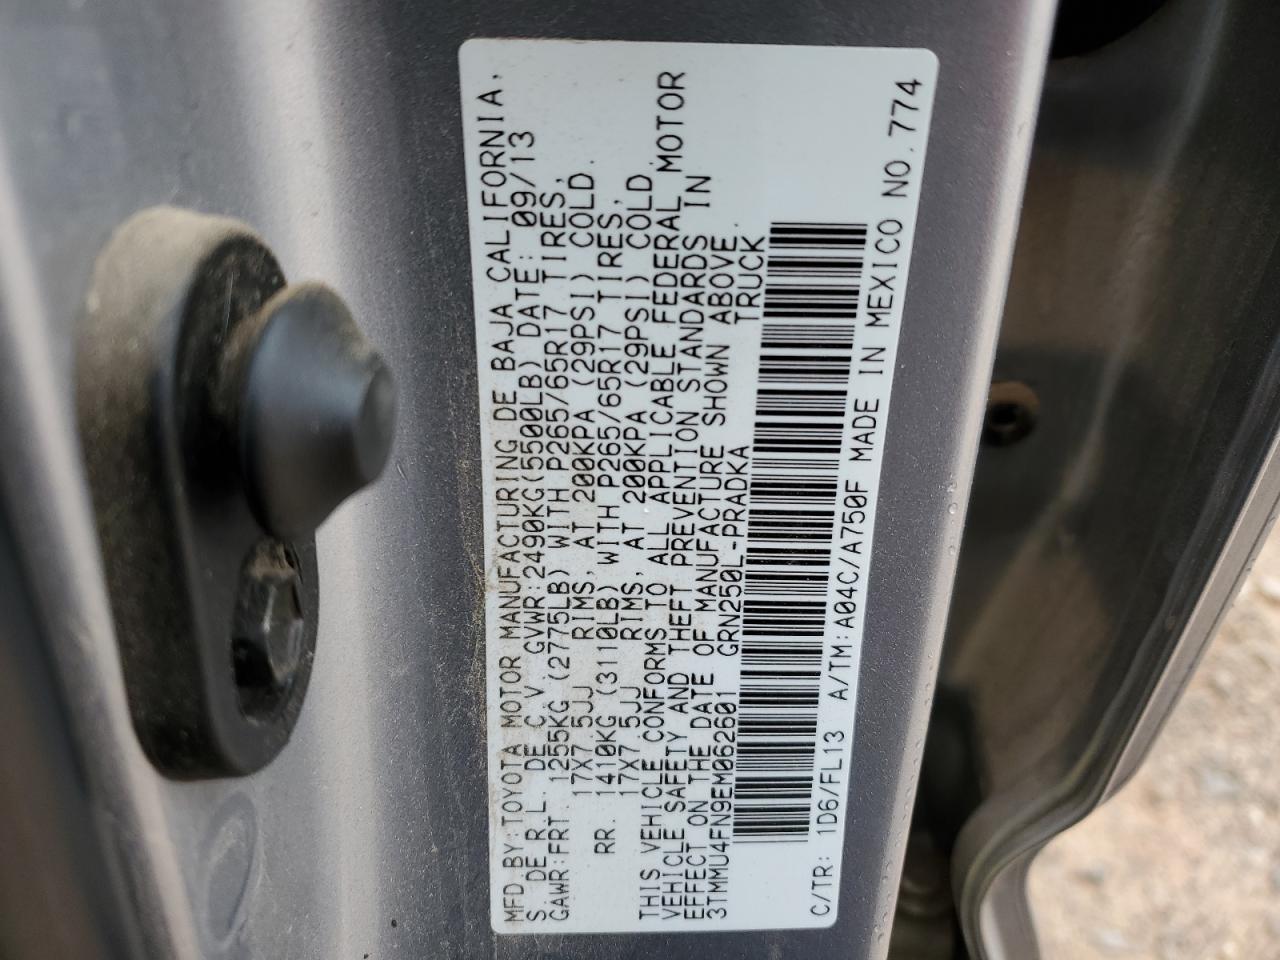 MFD BY: TOYOTA MOTOR MANUFACTURING DE BAJA CALIFORNIA,
S. DE R. L. DE C. V. GVWR:2490KG(5500LB) DATE: 09/13
GAWR:FRT. 1255KG (2775LB) WITH P265/65R17 TIRES,
17X7.5JJ RIMS, AT 200KPA (29PSI) COLD.
RR. 1410KG (3110LB) WITH P265/65R17 TIRES,
17X7.5JJ RIMS, AT 200KPA (29PSI) COLD
THIS VEHICLE CONFORMS TO ALL APPLICABLE FEDERAL MOTOR
VEHICLE SAFETY AND THEFT PREVENTION STANDARDS IN
EFFECT ON THE DATE OF MANUFACTURE SHOWN ABOVE
3TMMU4FN9EM062601 GRN250L-PRADKA TRUCK
C/TR: 1D6/FL13 A/TM:A04C/A750F MADE IN MEXICO NO.774